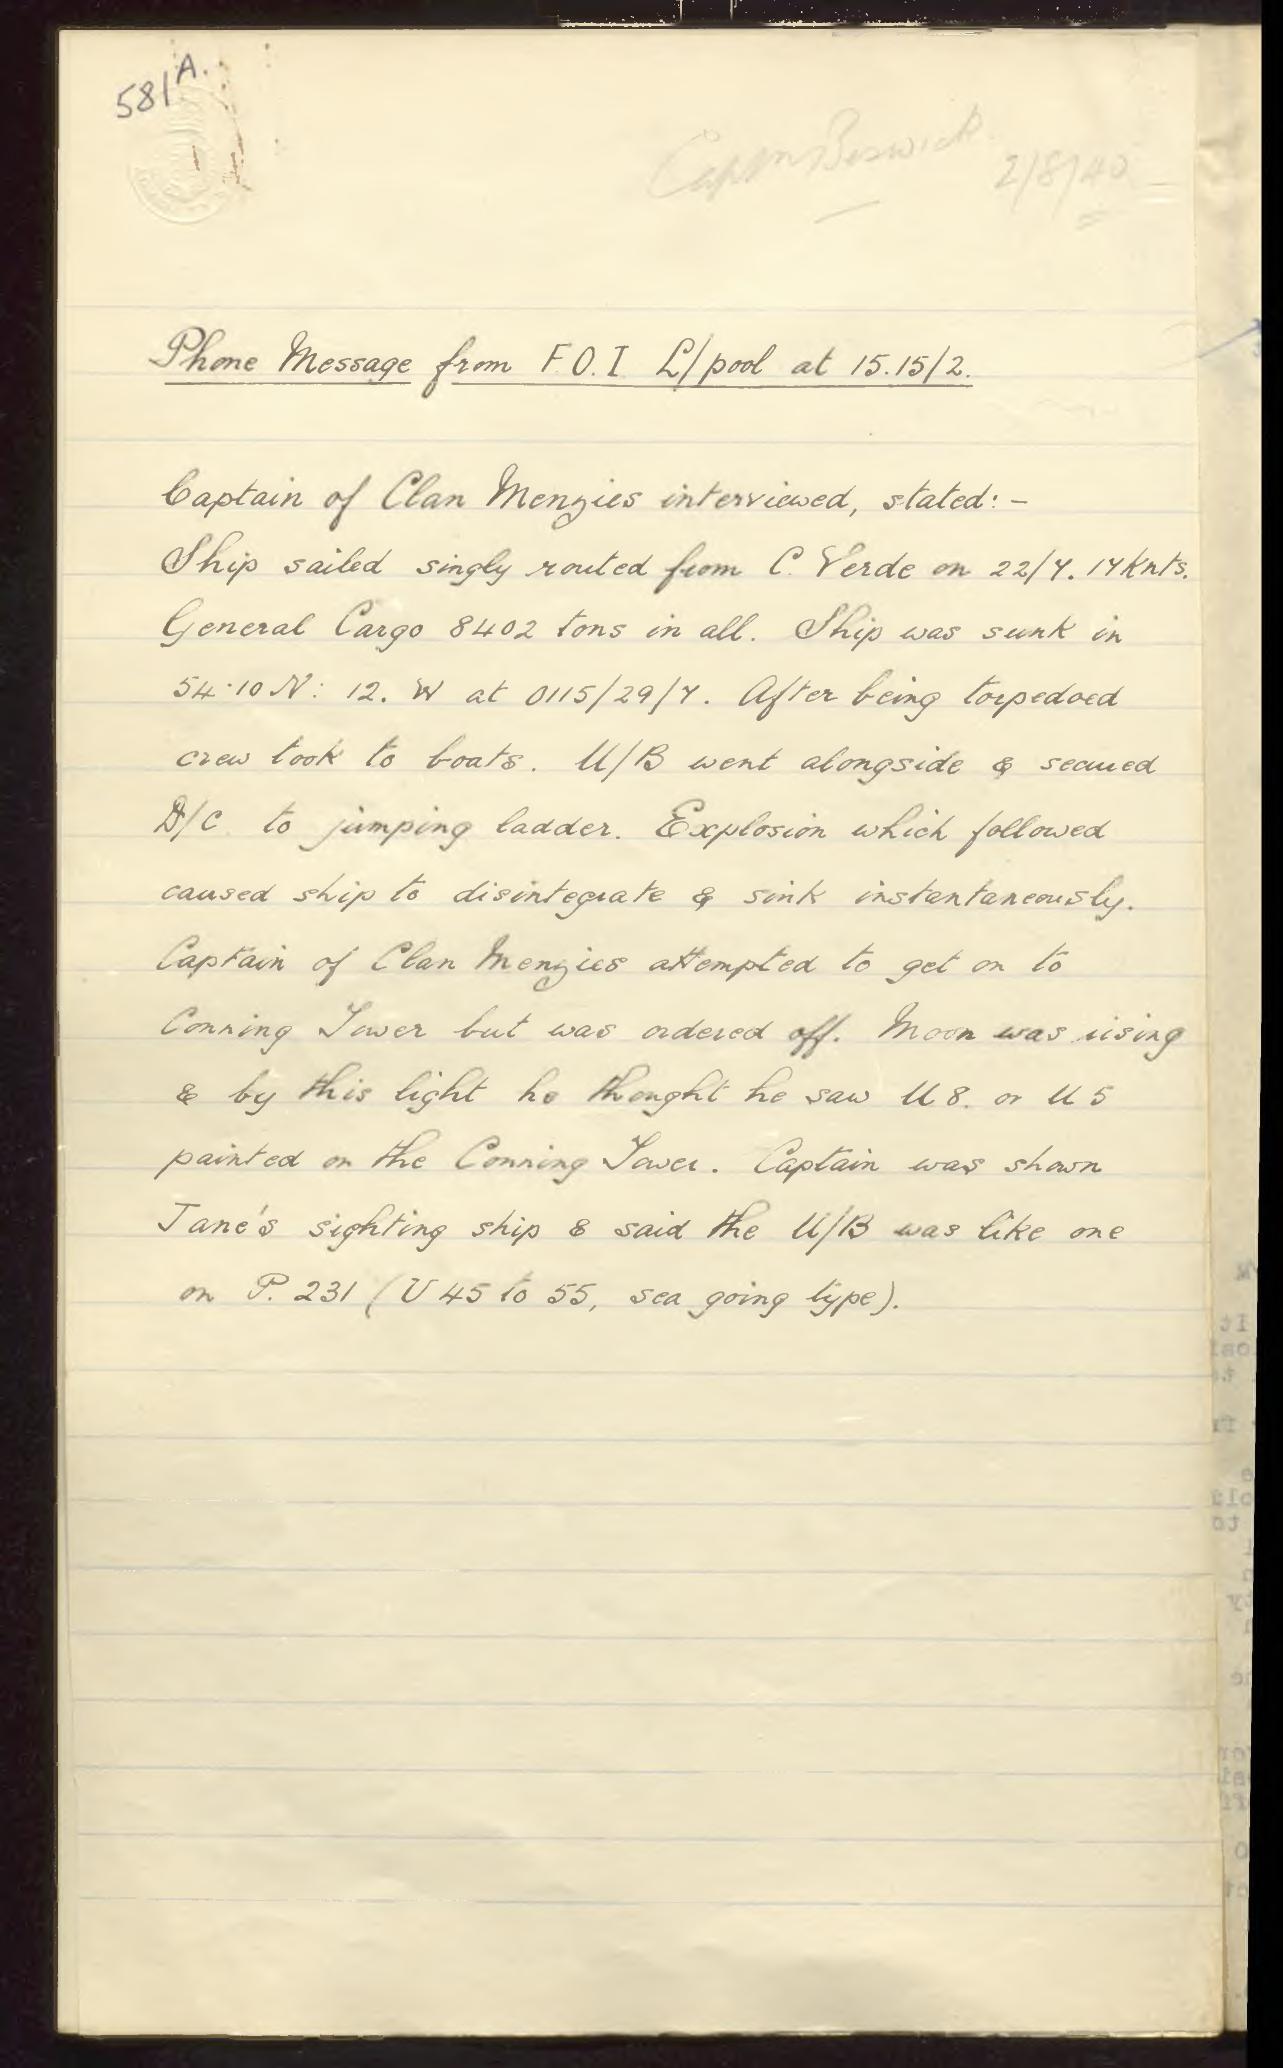 581A.
Captn Beswick
2/8/40
Phone Message from F.O.I L/pool at 15.15/2.
Captain of Clan Menzies interviewed, stated:-
Ship sailed singly routed from C. Verde on 22/7. 17 Knts.
General Cargo 8402 tons in all. Ship was sunk in
54·10 N: 12. W at 0115/29/7. After being torpedoed
crew took to boats. U/B went alongside & secured
D/C to jumping ladder. Explosion which followed
caused ship to disintegrate & sink instantaneously.
Captain of Clan Menzies attempted to get on to
Conning Tower but was ordered off. Moon was rising
& by this light he thought he saw U 8. or U 5
painted on the Conning Tower. Captain was shown
Jane's sighting ship & said the U/B was like one
on P. 231 (U 45 to 55, sea going type).